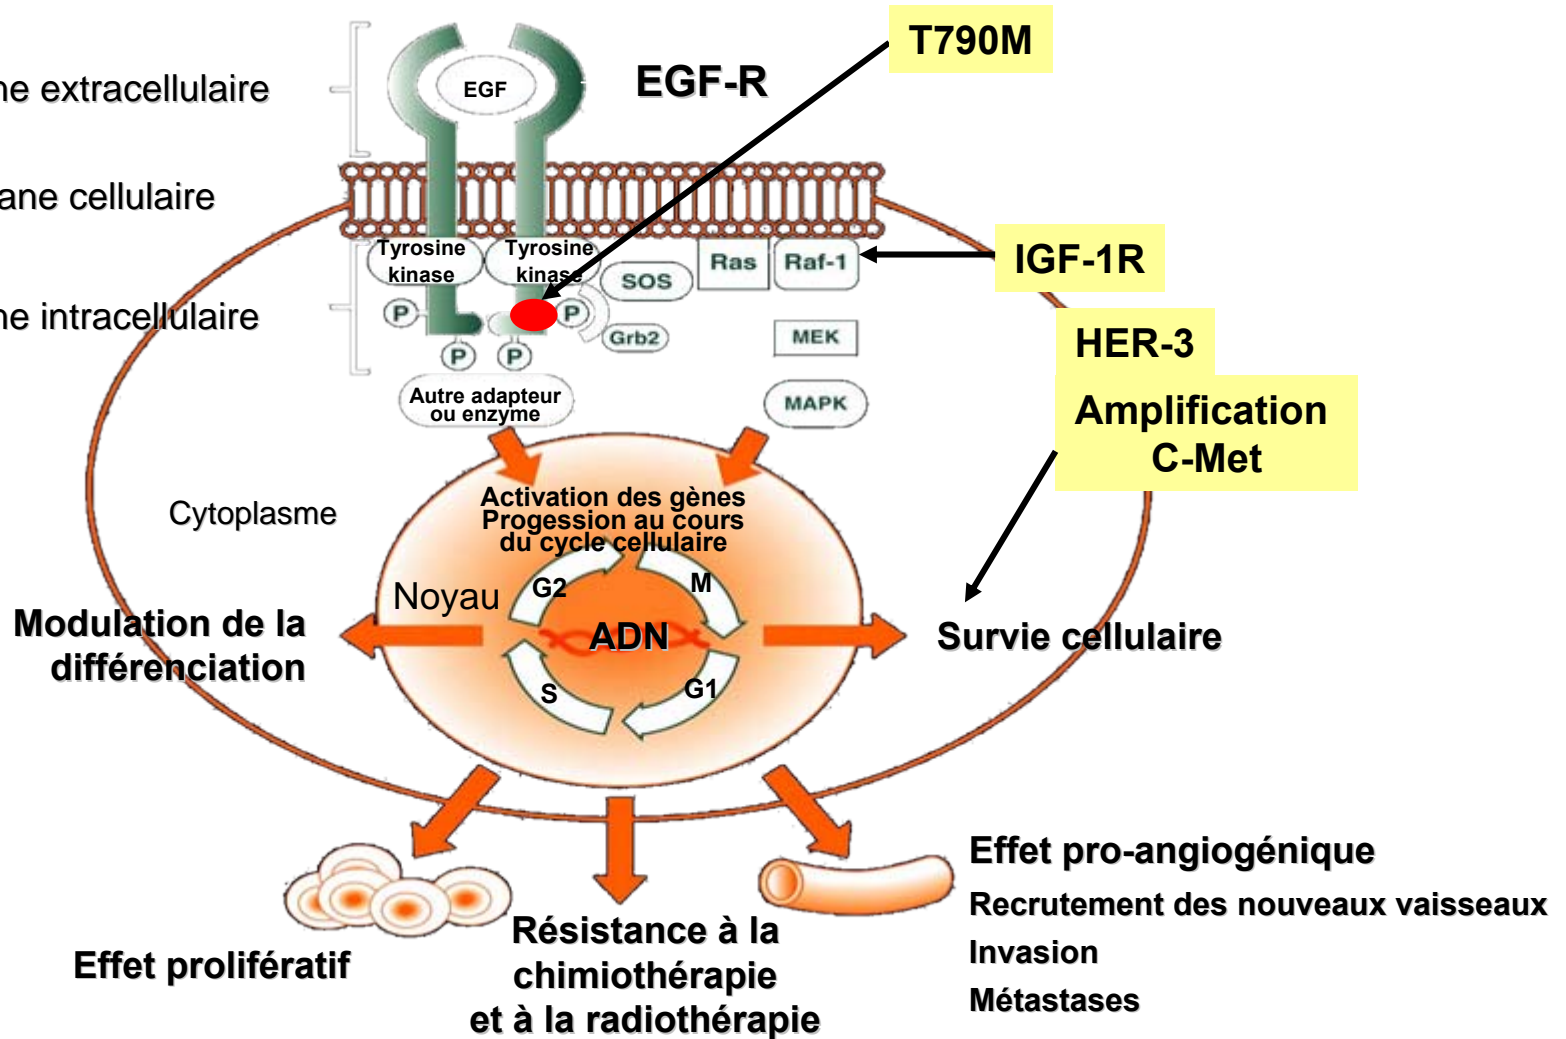 T790M
EGF-R
EGF
ne extracellulaire
ane cellulaire
Tyrosine
kinase
Tyrosine
kinase
SOS
Ras
Raf-1
IGF-1R
ne intracellulaire
P
P
Grb2
MEK
HER-3
P
P
Autre adapteur
ou enzyme
MAPK
Amplification
C-Met
Cytoplasme
Activation des gènes
Progession au cours
du cycle cellulaire
G2
M
Noyau
ADN
S
G1
Modulation de la
différenciation
Survie cellulaire
Effet prolifératif
Résistance à la
chimiothérapie
et à la radiothérapie
Effet pro-angiogénique
Recrutement des nouveaux vaisseaux
Invasion
Métastases